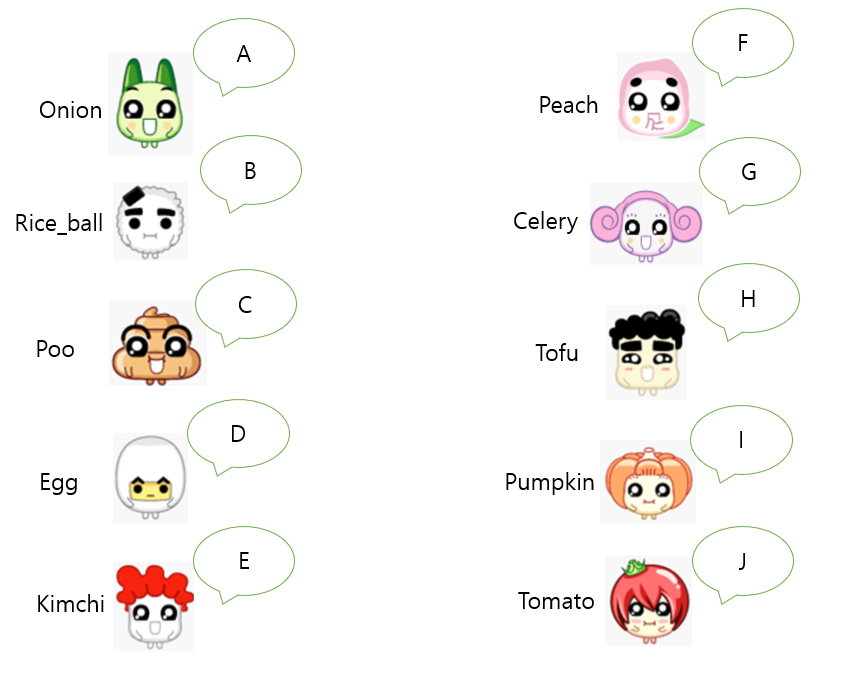 A
Onion
B
Rice_ball
C
Poo
D
Egg
E
Kimchi
F
Peach
G
Celery
H
Tofu
I
Pumpkin
J
Tomato